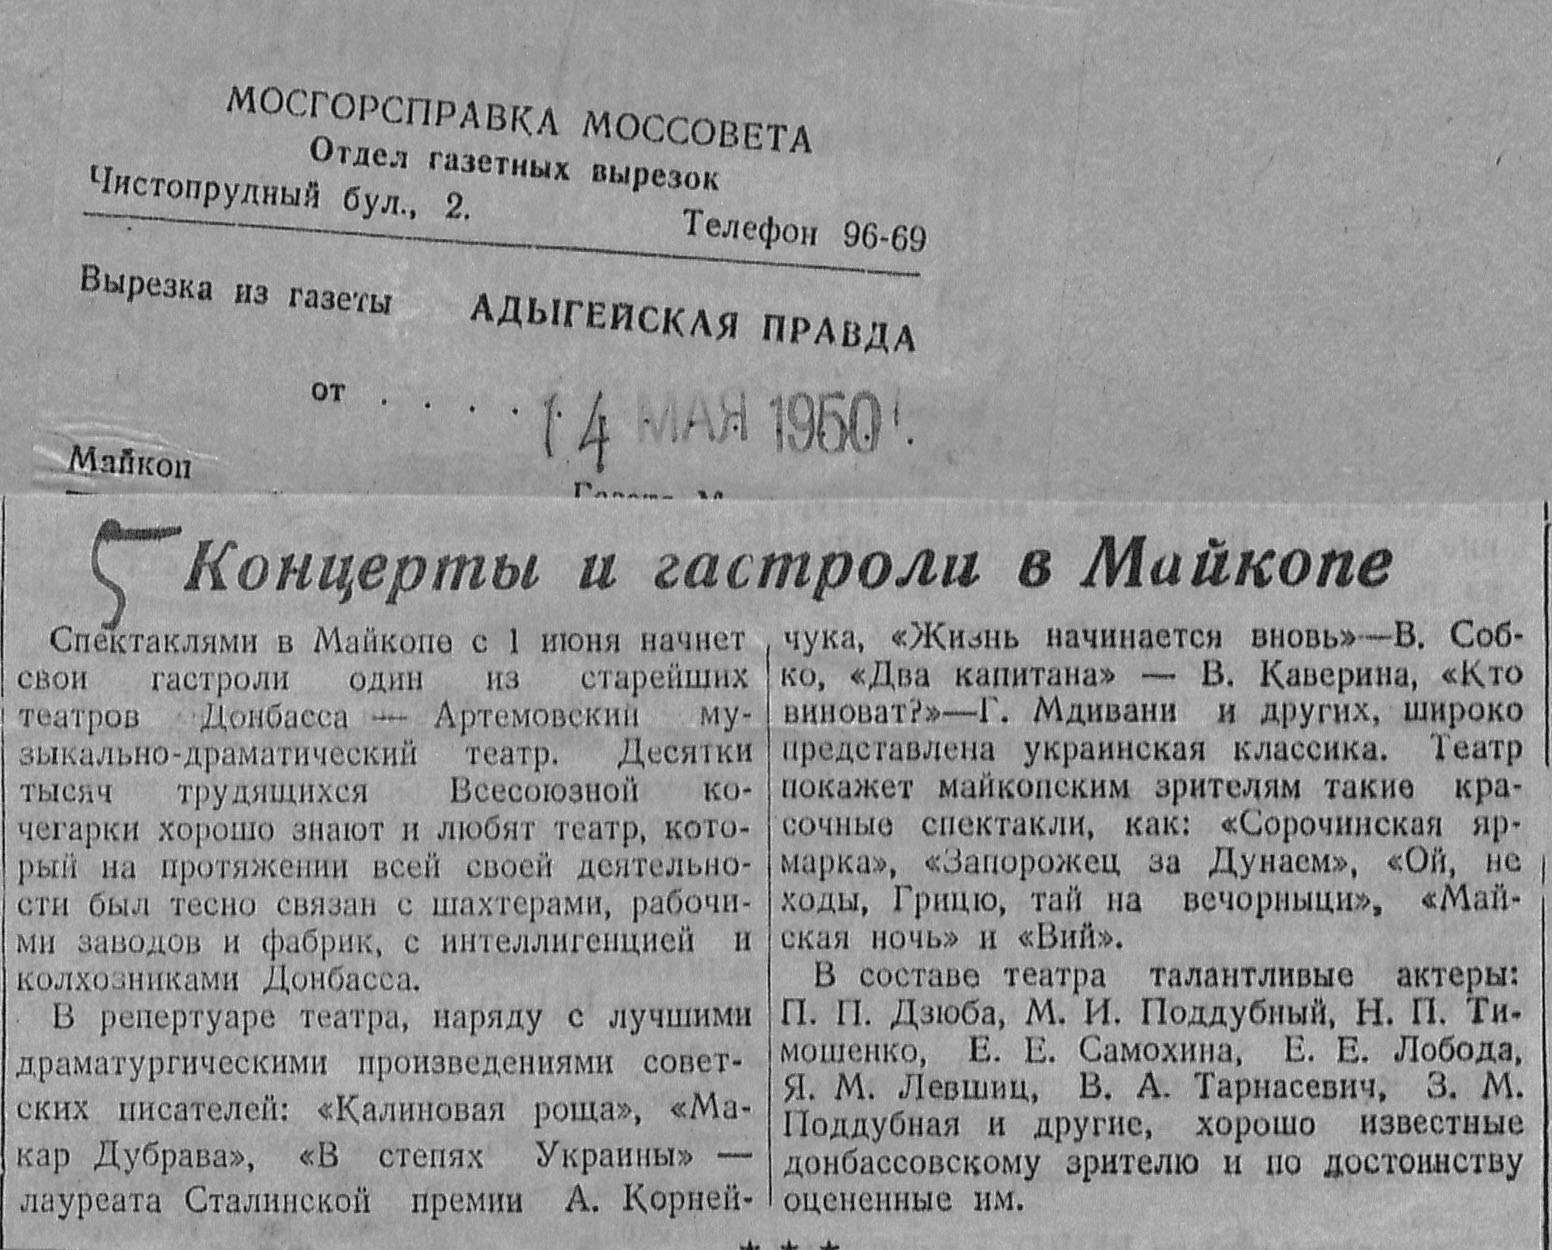 МОСГОРСПРАВКА МОССОВЕТА
Отдел газетных вырезок
Чистопрудный бул., 2. Телефон 96-69
Вырезка из газеты АДЫГЕЙСКАЯ ПРАВДА
от . . . . 14 МАЯ 1950
Майкоп
Газета
5
Концерты и гастроли в Майкопе
Спектаклями в Майкопе с 1 июня начнет
свои гастроли один из старейших
театров Донбасса — Артемовский му-
зыкально-драматический театр. Десятки
тысяч трудящихся Всесоюзной ко-
чегарки хорошо знают и любят театр, кото-
рый на протяжении всей своей деятельно-
сти был тесно связан с шахтерами, рабочи-
ми заводов и фабрик, с интеллигенцией и
колхозниками Донбасса.
В репертуаре театра, наряду с лучшими
драматургическими произведениями совет-
ских писателей: «Калиновая роща», «Ма-
кар Дубрава», «В степях Украины» —
лауреата Сталинской премии А. Корней-
чука, «Жизнь начинается вновь»—В. Соб-
ко, «Два капитана» — В. Каверина, «Кто
виноват?»—Г. Мдивани и других, широко
представлена украинская классика. Театр
покажет майкопским зрителям такие кра-
сочные спектакли, как: «Сорочинская яр-
марка», «Запорожец за Дунаем», «Ой, не
ходы, Грицю, тай на вечорныци», «Май-
ская ночь» и «Вий».
В составе театра талантливые актеры:
П. П. Дзюба, М. И. Поддубный, Н. П. Ти-
мошенко, Е. Е. Самохина, Е. Е. Лобода,
Я. М. Левшиц, В. А. Тарнасевич, З. М.
Поддубная и другие, хорошо известные
донбассовскому зрителю и по достоинству
оцененные им.
* * *